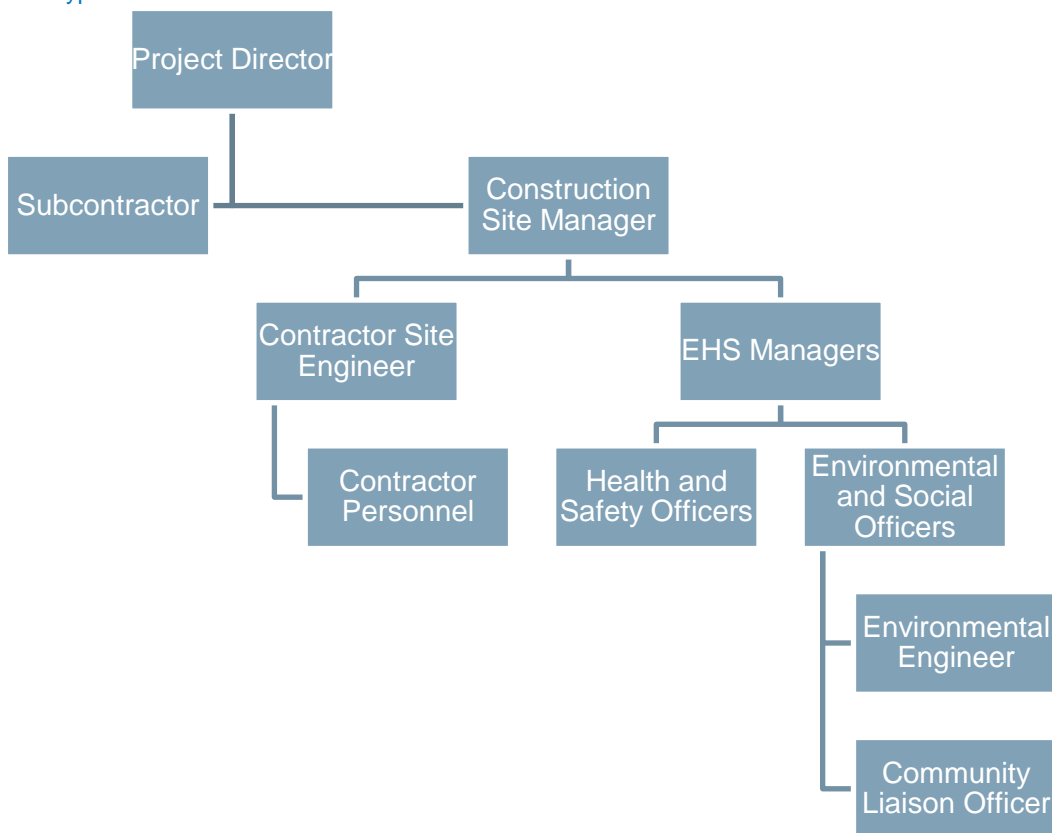 Project Director
Subcontractor
Construction
Site Manager
Contractor Site
Engineer
EHS Managers
Contractor
Personnel
Health and
Safety Officers
Environmental
and Social
Officers
Environmental
Engineer
Community
Liaison Officer